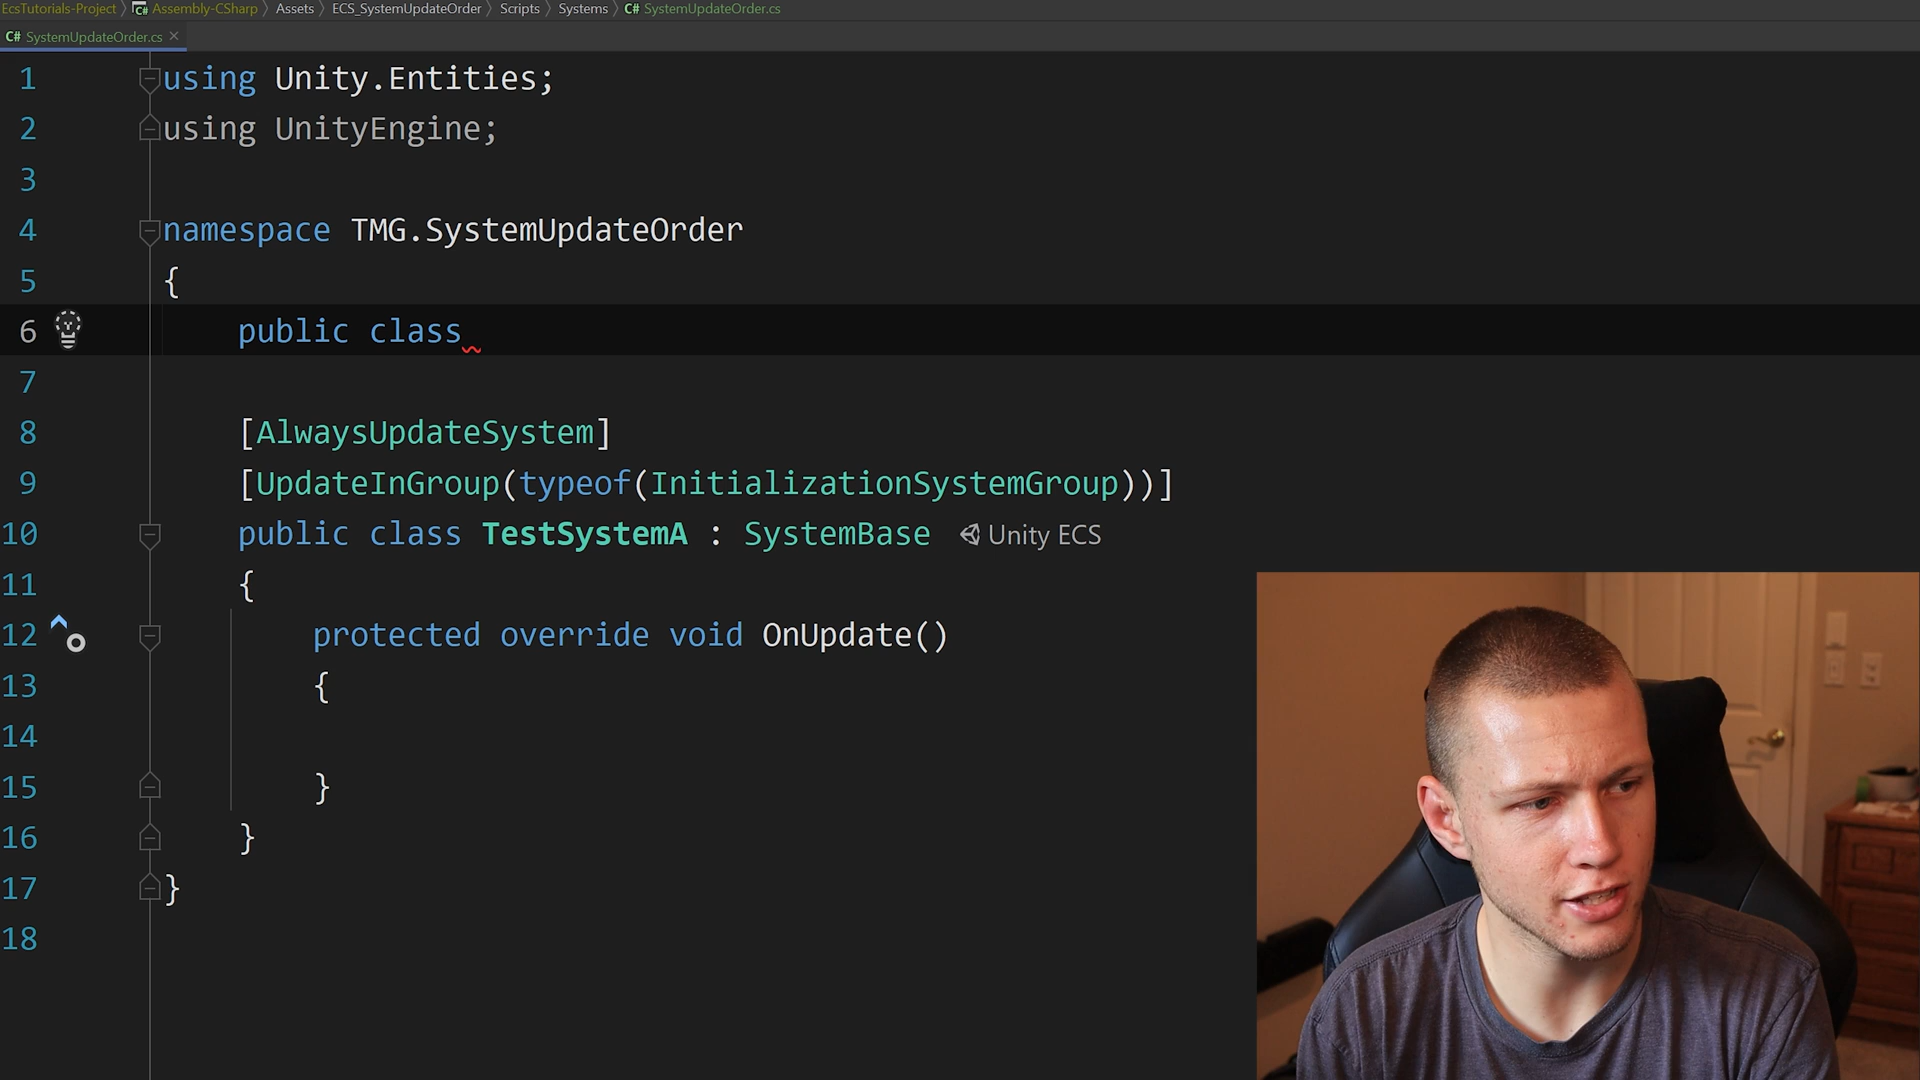 EcsTutorials-Project Assembly-CSharp Assets ECS_SystemUpdateOrder Scripts Systems C# SystemUpdateOrder.cs
C# SystemUpdateOrder.cs
1 using Unity.Entities;
2 using UnityEngine;
3
4 namespace TMG.SystemUpdateOrder
5 {
6 public class
7
8 [AlwaysUpdateSystem]
9 [UpdateInGroup(typeof(InitializationSystemGroup))]
10 public class TestSystemA : SystemBase Unity ECS
11 {
12 protected override void OnUpdate()
13 {
14
15 }
16 }
17 }
18